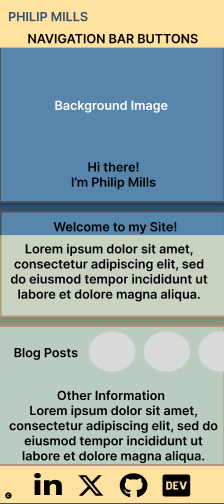 PHILIP MILLS
NAVIGATION BAR BUTTONS
Background Image
Hi there!
I'm Philip Mills
Welcome to my Site!
Lorem ipsum dolor sit amet,
consectetur adipiscing elit, sed
do eiusmod tempor incididunt ut
labore et dolore magna aliqua.
Blog Posts
Other Information
Lorem ipsum dolor sit amet,
consectetur adipiscing elit, sed
do eiusmod tempor incididunt ut
labore et dolore magna aliqua.
in
X
DEV